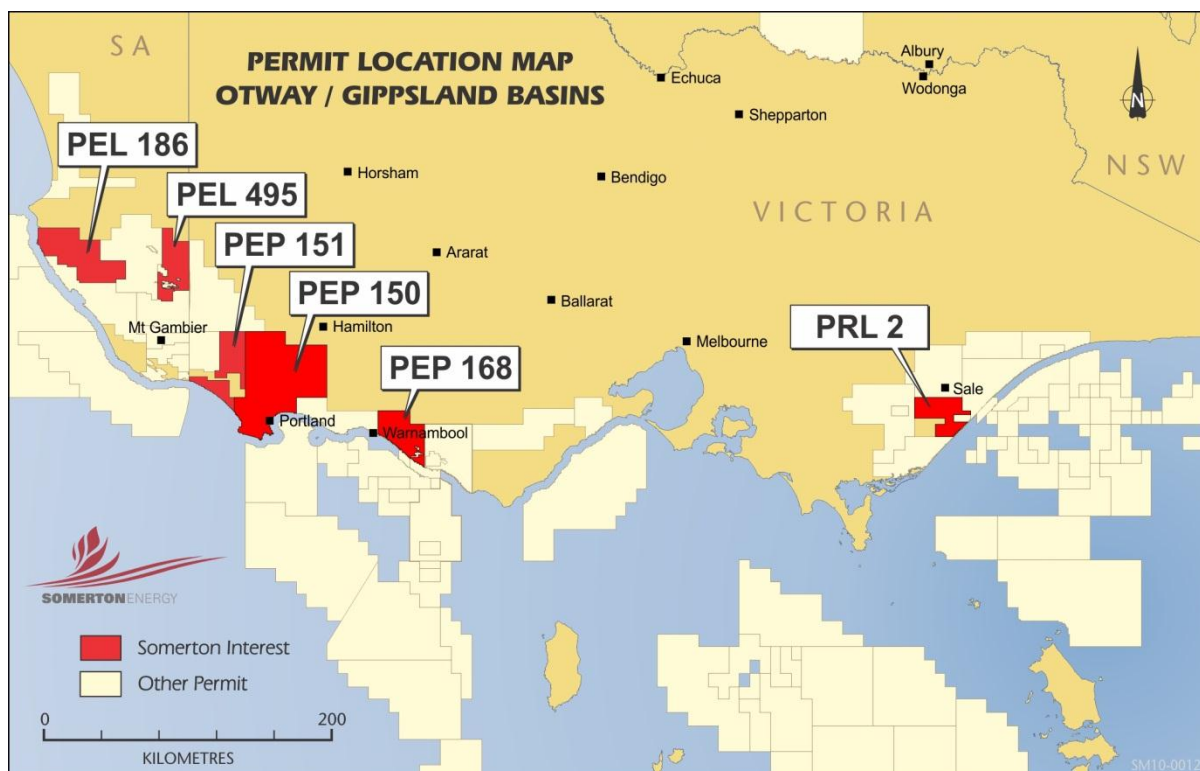 SA
PERMIT LOCATION MAP
OTWAY / GIPPSLAND BASINS
Albury
Wodonga
Echuca
Shepparton
N
NSW
PEL 186
Horsham
Bendigo
PEL 495
VICTORIA
PEP 151
Ararat
PEP 150
Ballarat
Mt Gambier
Hamilton
Melbourne
PRL 2
PEP 168
Sale
Portland
Warnambool
SOMERTON ENERGY
Somerton Interest
Other Permit
0 200
KILOMETRES
SM10-0012